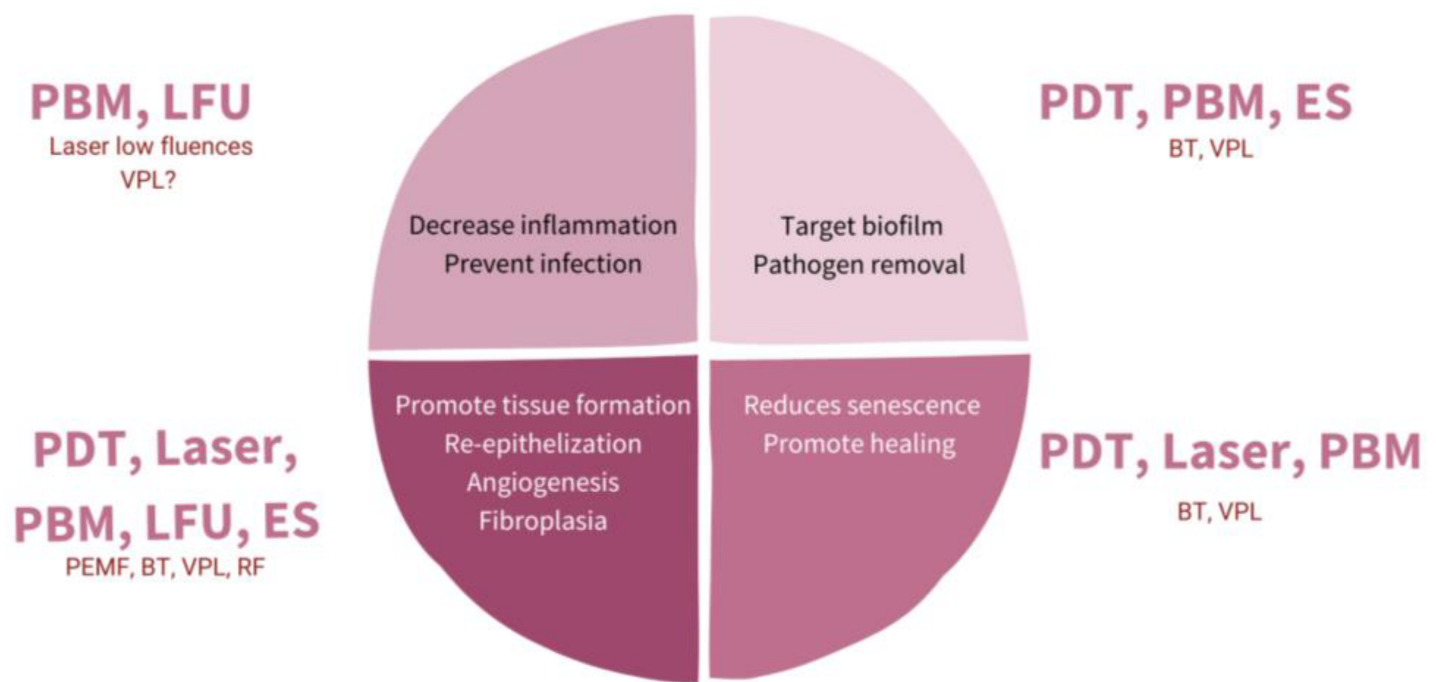 PBM, LFU
Laser low fluences
VPL?
Decrease inflammation
Prevent infection
Target biofilm
Pathogen removal
PDT, PBM, ES
BT, VPL
PDT, Laser,
PBM, LFU, ES
PEMF, BT, VPL, RF
Promote tissue formation
Re-epithelization
Angiogenesis
Fibroplasia
Reduces senescence
Promote healing
PDT, Laser, PBM
BT, VPL